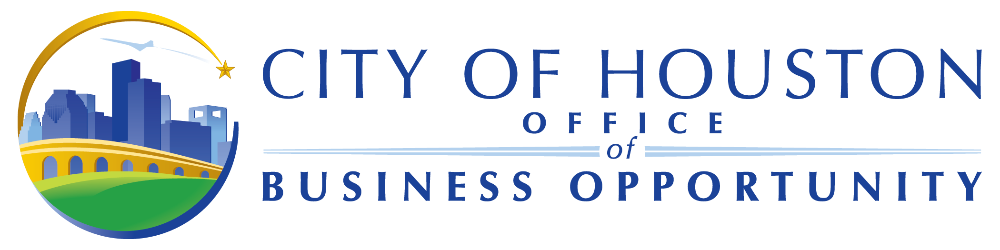 CITY OF HOUSTON
OFFICE
of
BUSINESS OPPORTUNITY